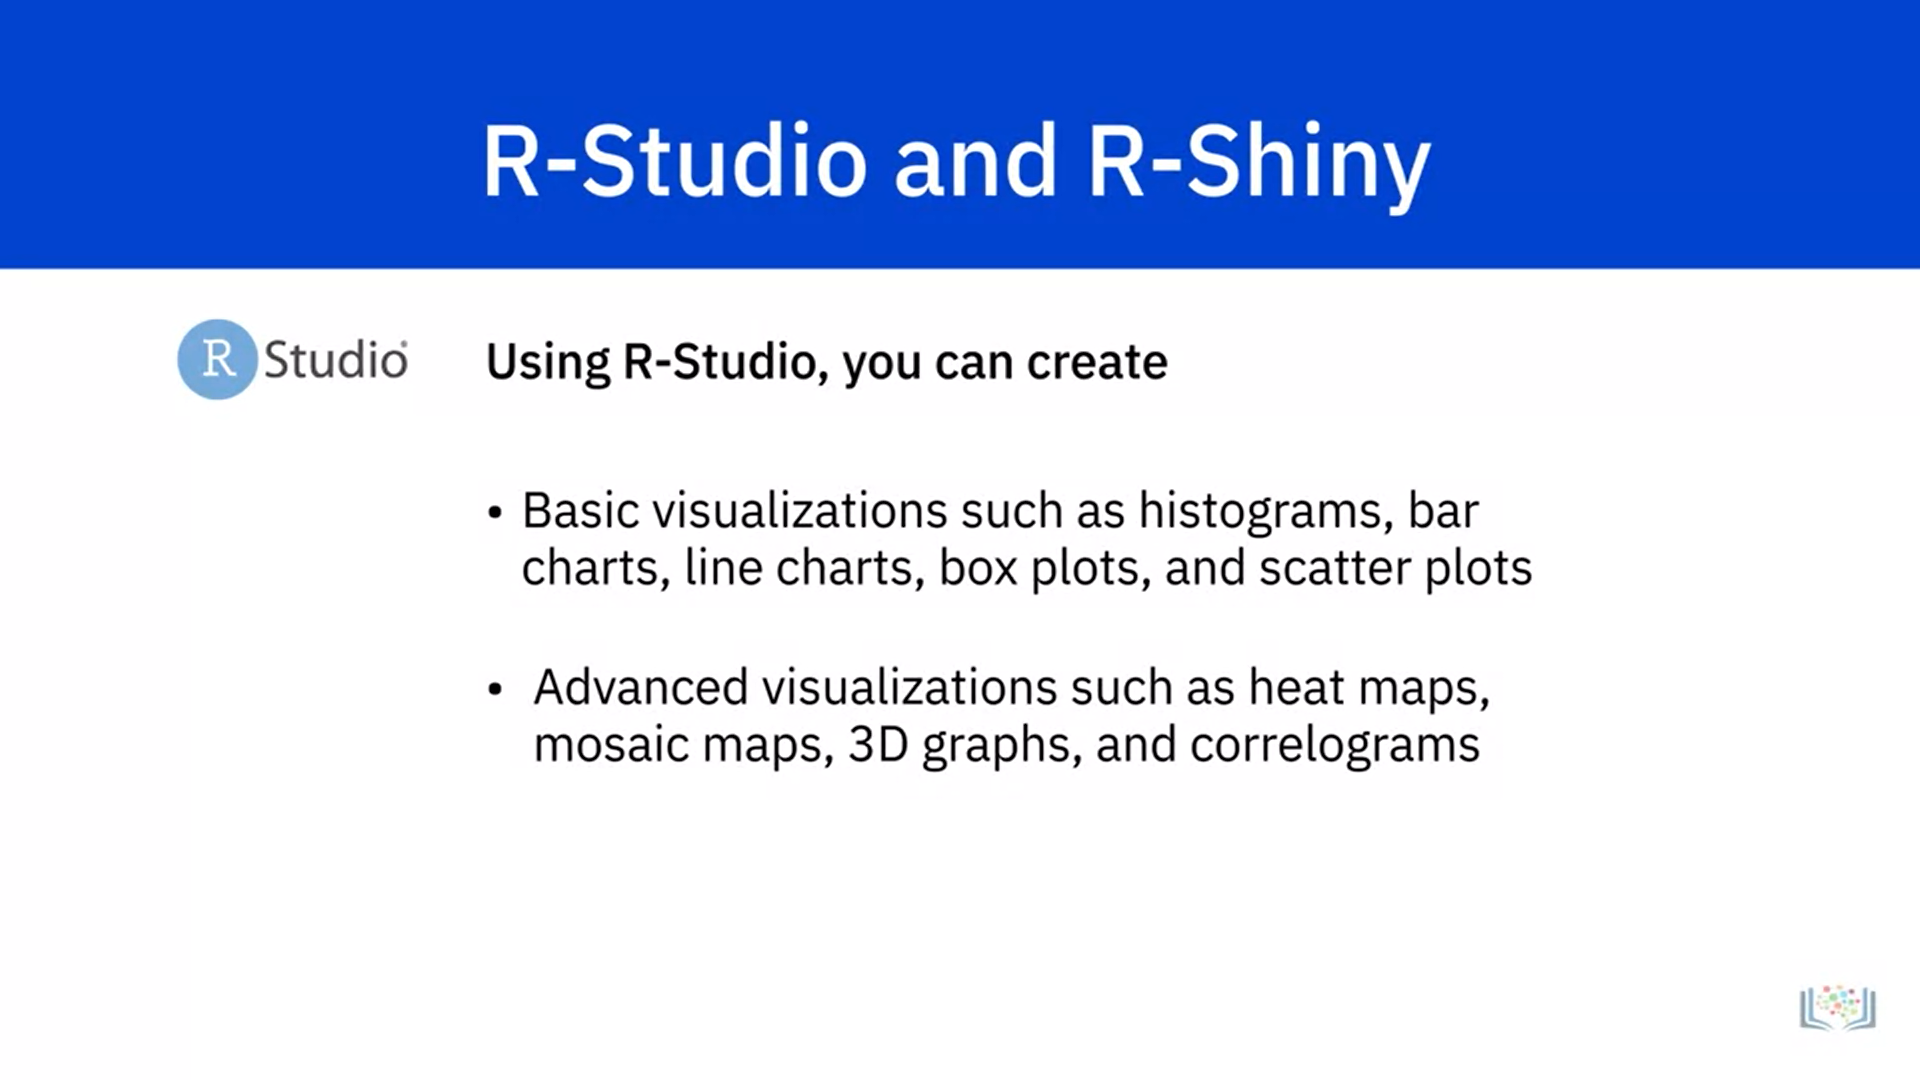 R-Studio and R-Shiny
R Studio
Using R-Studio, you can create
• Basic visualizations such as histograms, bar
charts, line charts, box plots, and scatter plots
• Advanced visualizations such as heat maps,
mosaic maps, 3D graphs, and correlograms